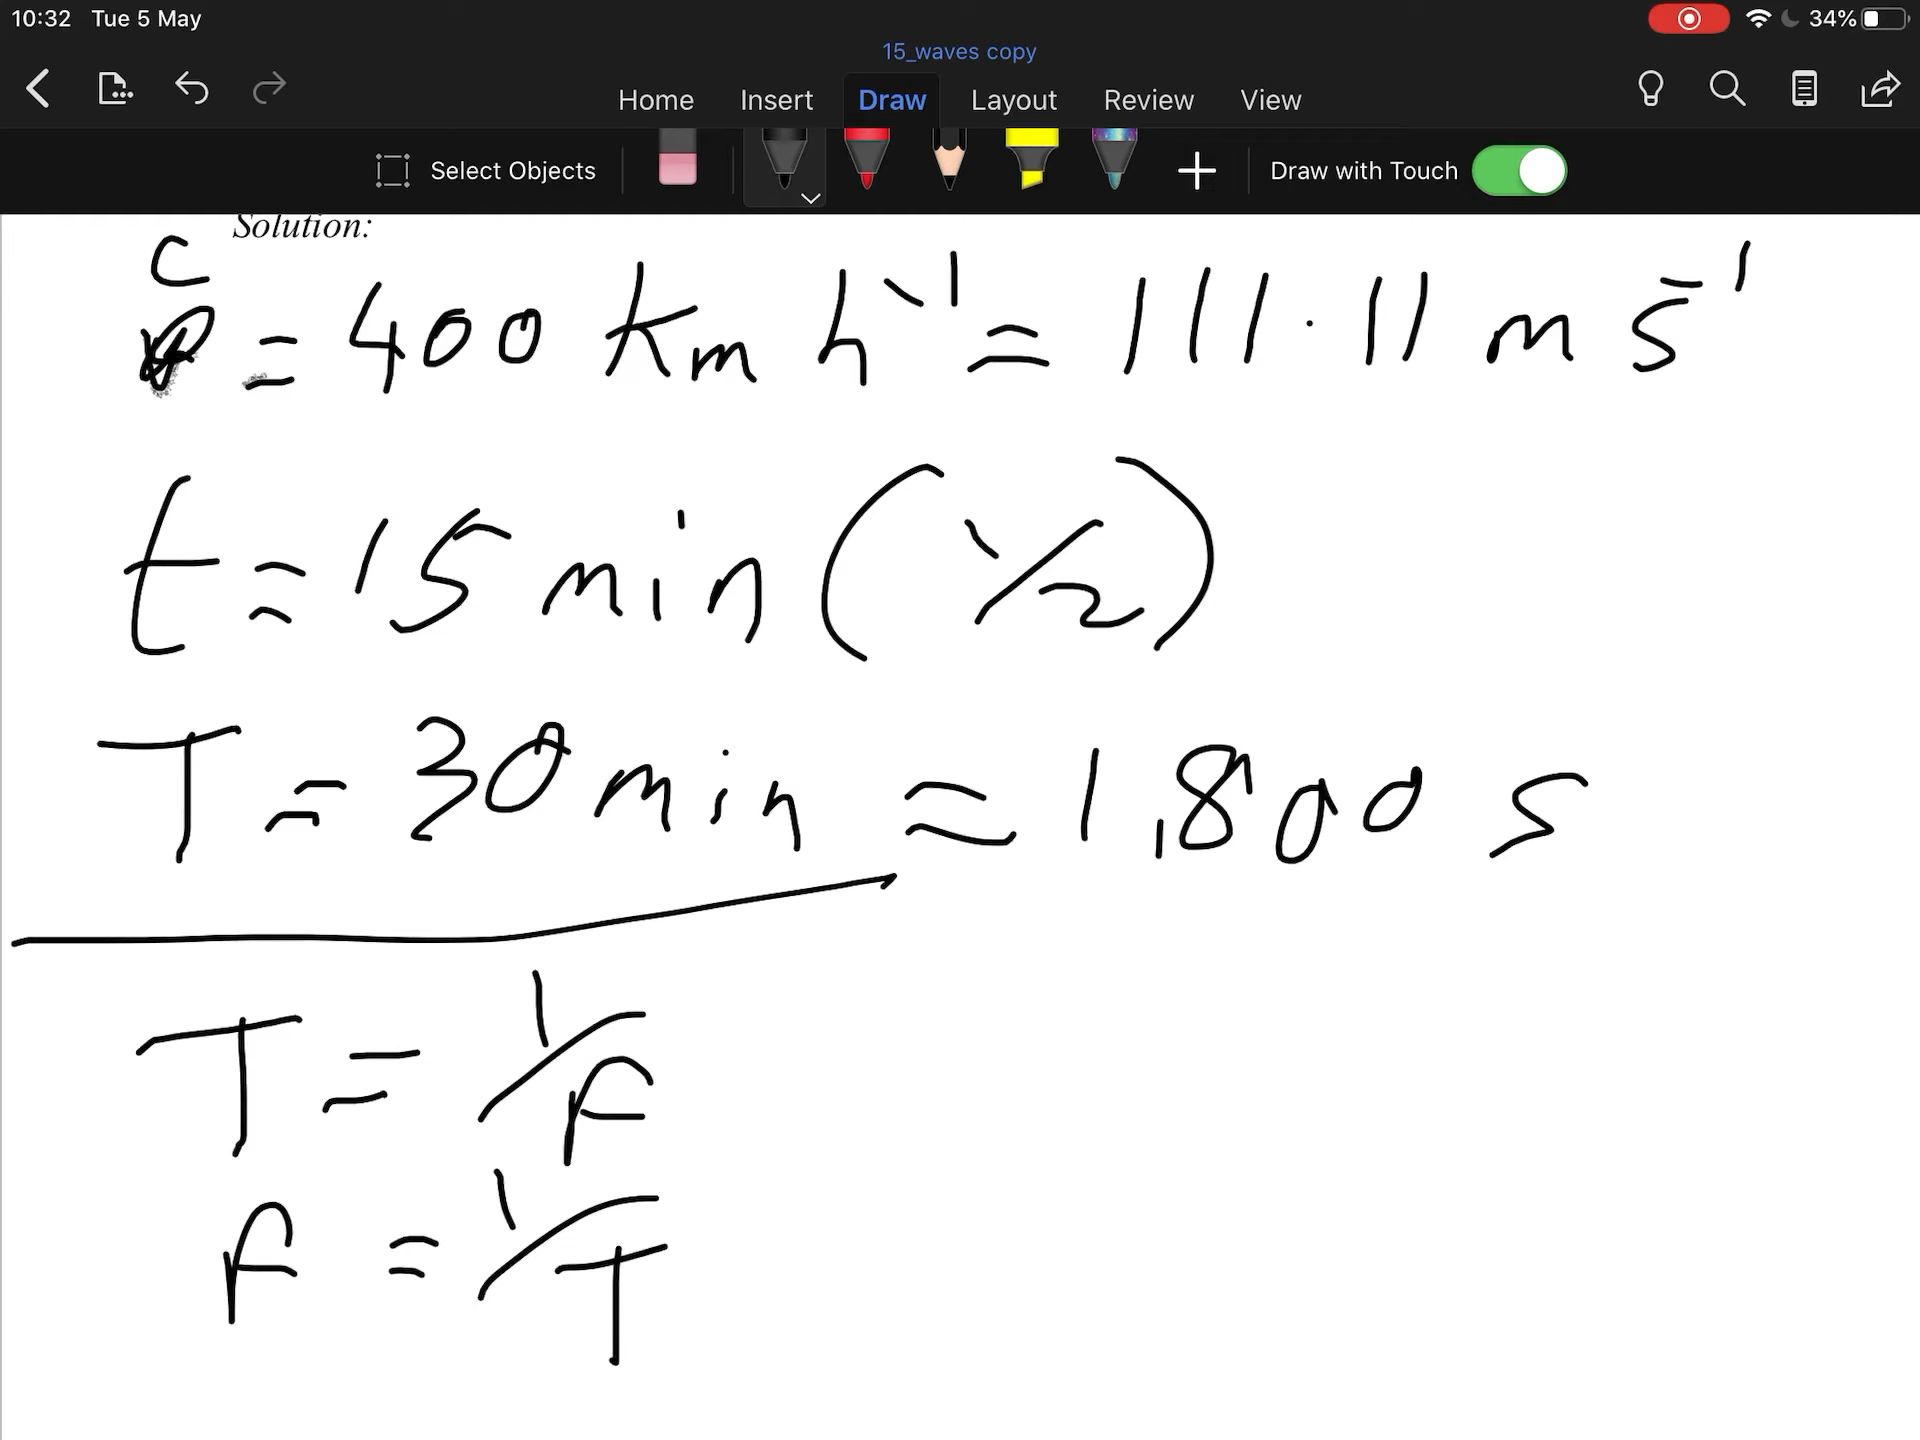 10:32 Tue 5 May 34%
15_waves copy
Home Insert Draw Layout Review View
Select Objects Draw with Touch
Solution:
c
= 400 km h⁻¹ = 111.11 m s⁻¹
t = 15 min (1/2)
T = 30 min = 1,800 s
T = 1/f
f = 1/T